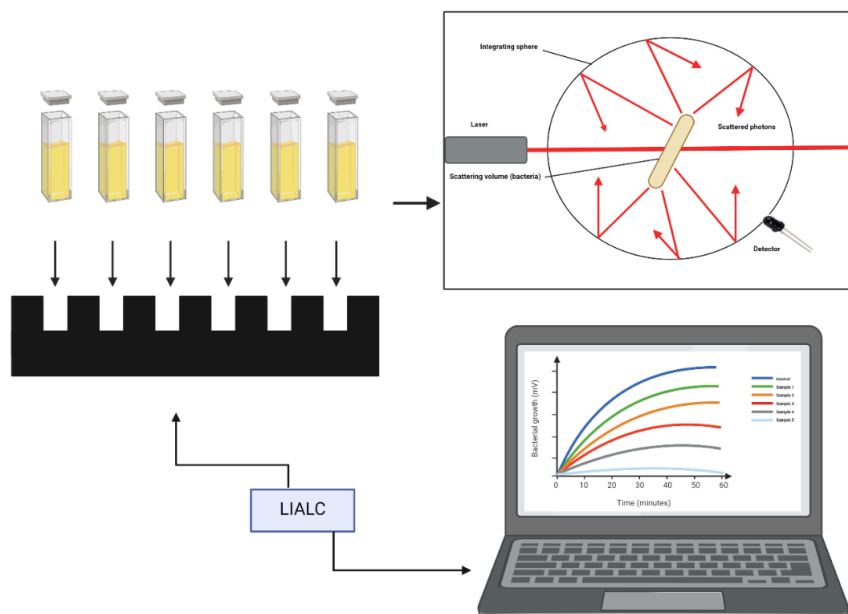 Integrating sphere
Laser
Scattered photons
Scattering volume (bacteria)
Detector
LIALC
Bacterial growth (mV)
Control
Sample 1
Sample 2
Sample 3
Sample 4
Sample 5
0 10 20 30 40 50 60
Time (minutes)